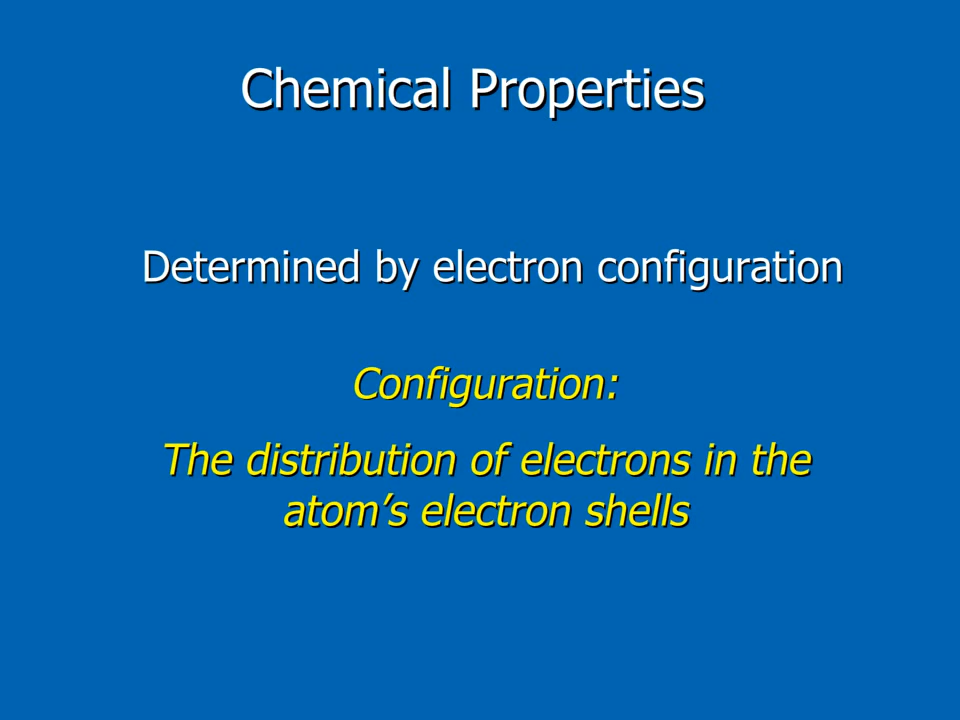 Chemical Properties
Determined by electron configuration
Configuration:
The distribution of electrons in the
atom’s electron shells